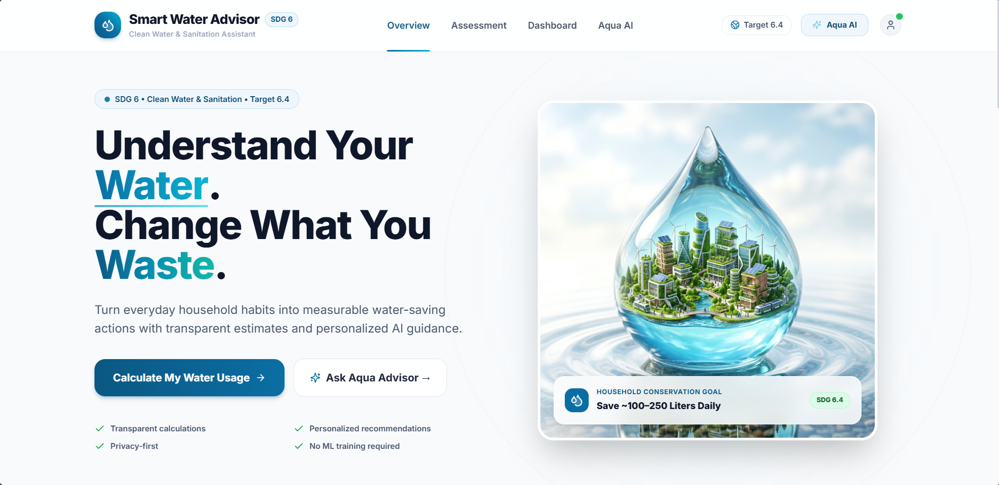 Smart Water Advisor SDG 6
Clean Water & Sanitation Assistant
Overview Assessment Dashboard Aqua AI
Target 6.4 Aqua AI
SDG 6 • Clean Water & Sanitation • Target 6.4
Understand Your
Water.
Change What You
Waste.
Turn everyday household habits into measurable water-saving
actions with transparent estimates and personalized AI guidance.
Calculate My Water Usage →
Ask Aqua Advisor →
Transparent calculations
Personalized recommendations
Privacy-first
No ML training required
HOUSEHOLD CONSERVATION GOAL
Save ~100–250 Liters Daily
SDG 6.4